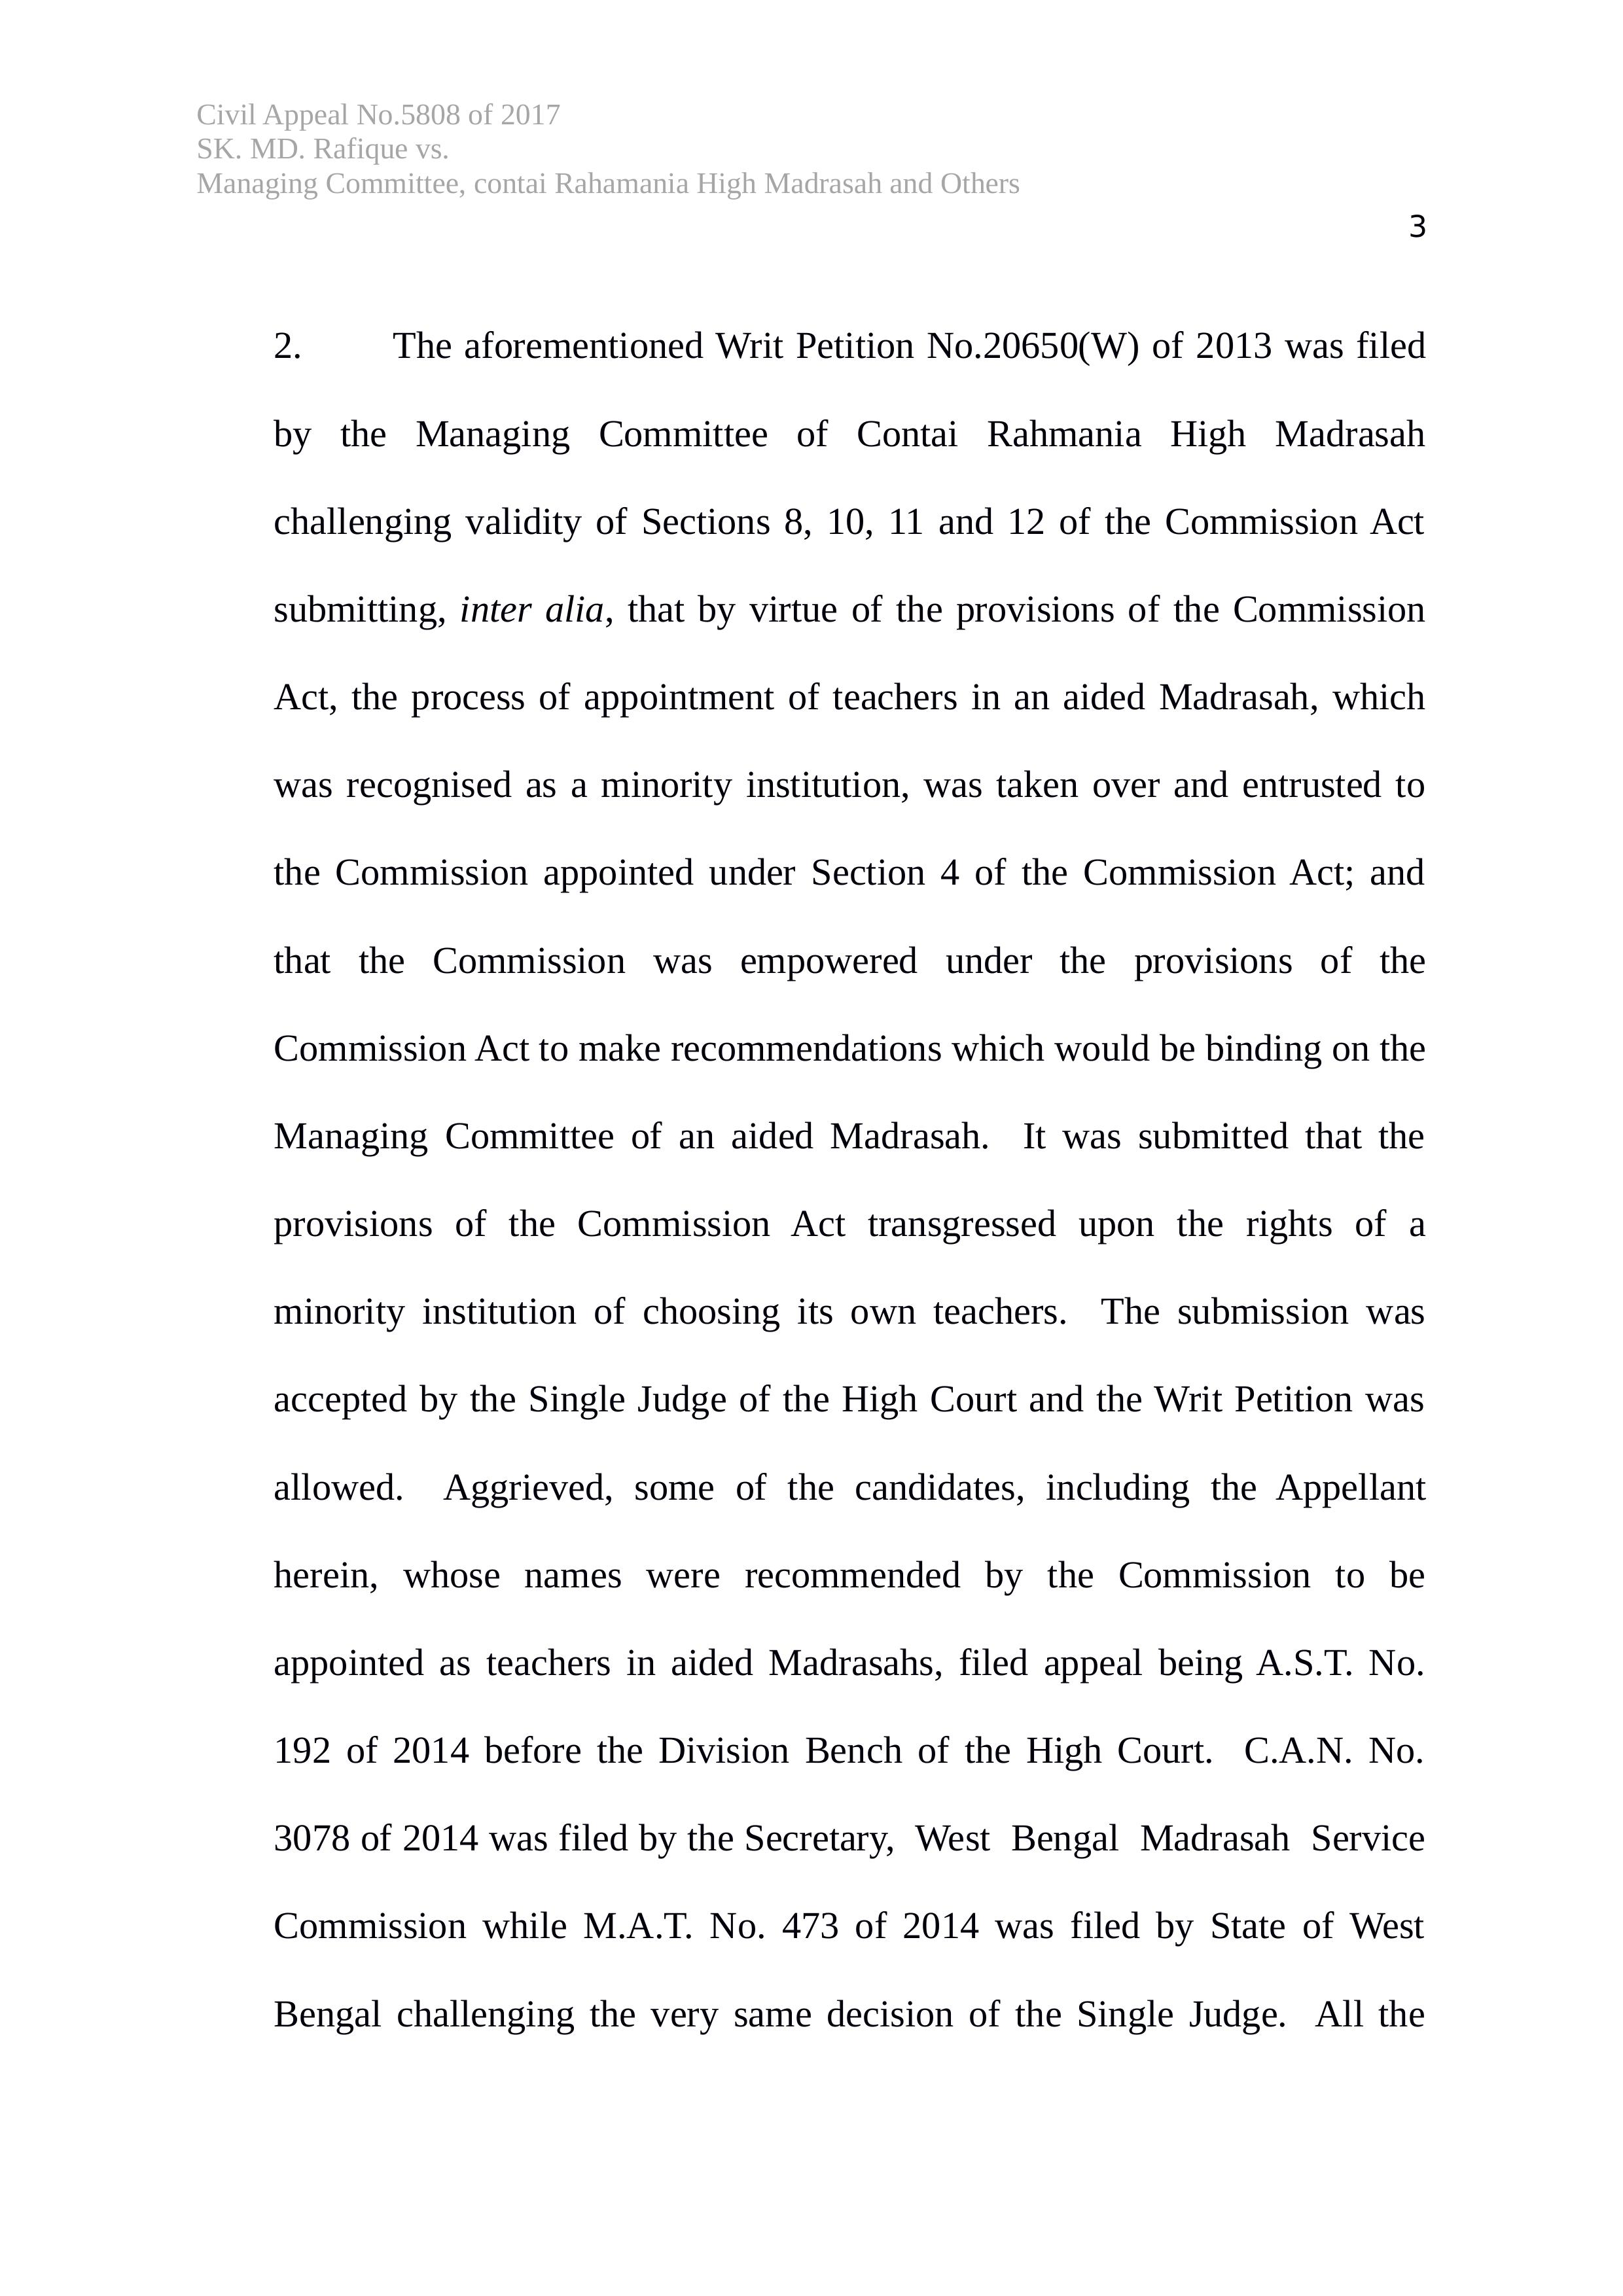 Civil Appeal No.5808 of 2017
SK. MD. Rafique vs.
Managing Committee, contai Rahamania High Madrasah and Others
3
2. The aforementioned Writ Petition No.20650(W) of 2013 was filed
by the Managing Committee of Contai Rahmania High Madrasah
challenging validity of Sections 8, 10, 11 and 12 of the Commission Act
submitting, inter alia, that by virtue of the provisions of the Commission
Act, the process of appointment of teachers in an aided Madrasah, which
was recognised as a minority institution, was taken over and entrusted to
the Commission appointed under Section 4 of the Commission Act; and
that the Commission was empowered under the provisions of the
Commission Act to make recommendations which would be binding on the
Managing Committee of an aided Madrasah. It was submitted that the
provisions of the Commission Act transgressed upon the rights of a
minority institution of choosing its own teachers. The submission was
accepted by the Single Judge of the High Court and the Writ Petition was
allowed. Aggrieved, some of the candidates, including the Appellant
herein, whose names were recommended by the Commission to be
appointed as teachers in aided Madrasahs, filed appeal being A.S.T. No.
192 of 2014 before the Division Bench of the High Court. C.A.N. No.
3078 of 2014 was filed by the Secretary, West Bengal Madrasah Service
Commission while M.A.T. No. 473 of 2014 was filed by State of West
Bengal challenging the very same decision of the Single Judge. All the